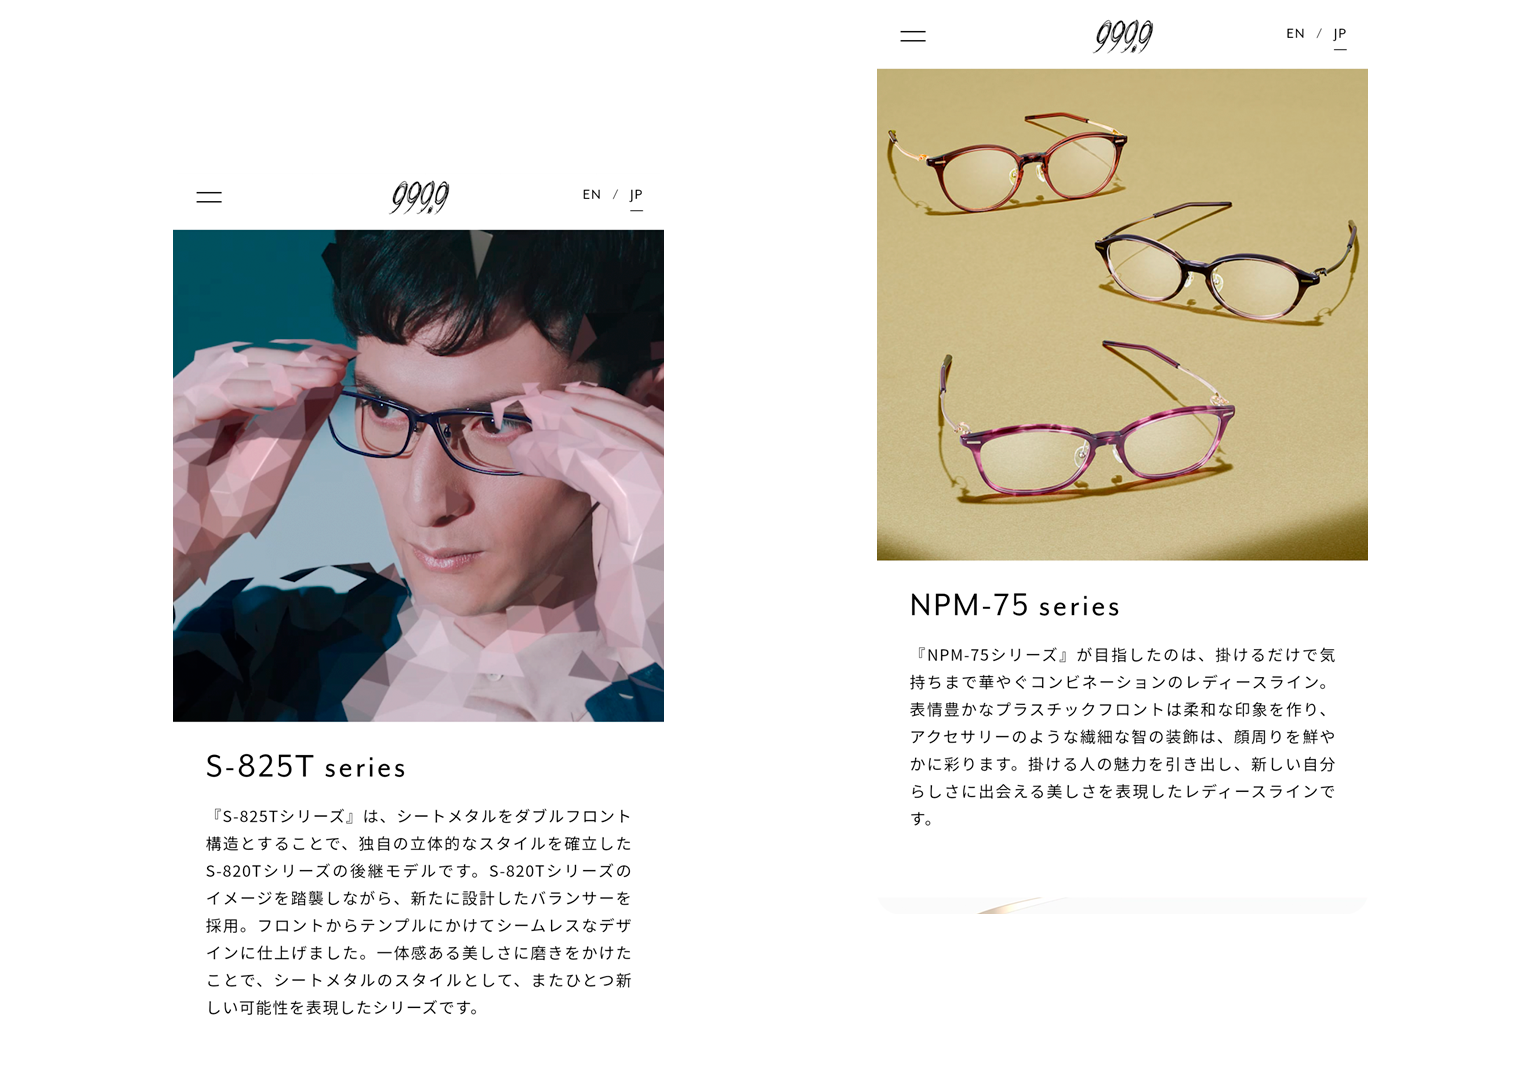 999.9
EN / JP
S-825T series
『S-825Tシリーズ』は、シートメタルをダブルフロント
構造とすることで、独自の立体的なスタイルを確立した
S-820Tシリーズの後継モデルです。S-820Tシリーズの
イメージを踏襲しながら、新たに設計したバランサーを
採用。フロントからテンプルにかけてシームレスなデザ
インに仕上げました。一体感ある美しさに磨きをかけた
ことで、シートメタルのスタイルとして、またひとつ新
しい可能性を表現したシリーズです。
999.9
EN / JP
NPM-75 series
『NPM-75シリーズ』が目指したのは、掛けるだけで気
持ちまで華やぐコンビネーションのレディースライン。
表情豊かなプラスチックフロントは柔和な印象を作り、
アクセサリーのような繊細な智の装飾は、顔周りを鮮や
かに彩ります。掛ける人の魅力を引き出し、新しい自分
らしさに出会える美しさを表現したレディースラインで
す。